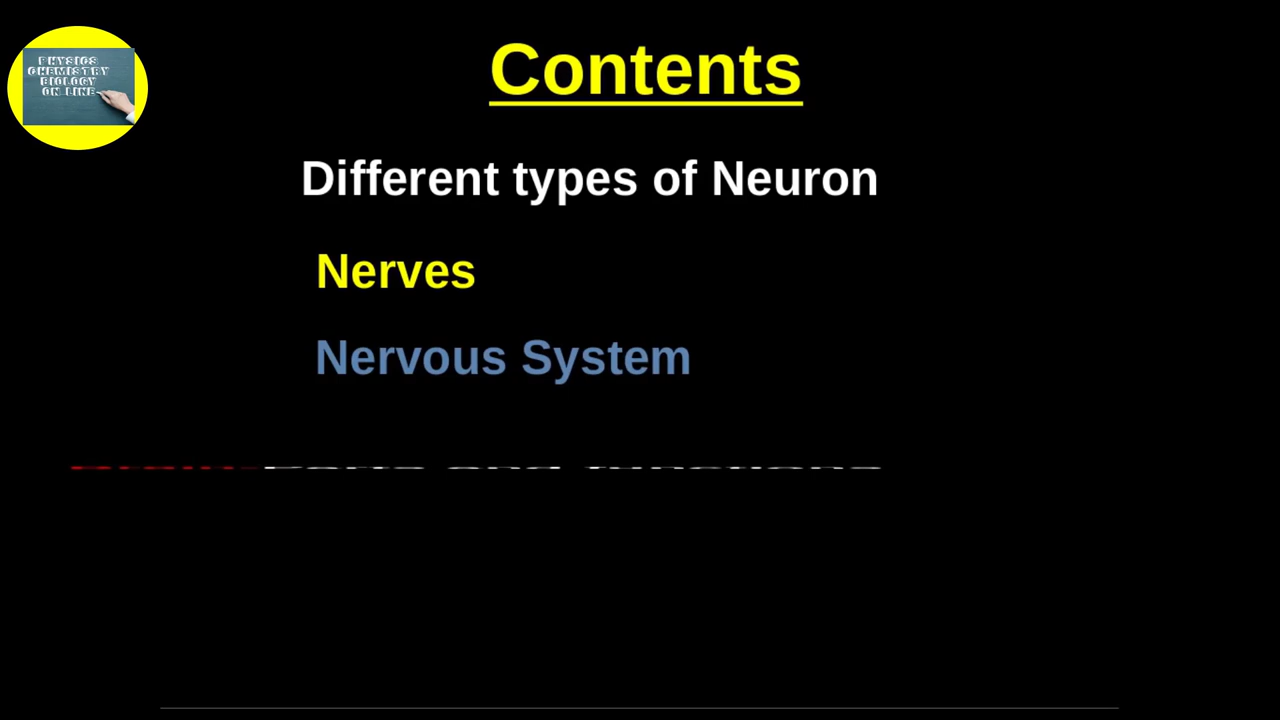 PHYSICS
CHEMISTRY
BIOLOGY
ON LINE
Contents
Different types of Neuron
Nerves
Nervous System